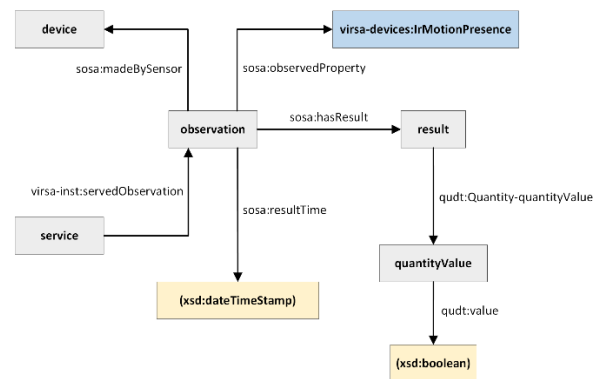 device
virsa-devices:IrMotionPresence
sosa:madeBySensor
sosa:observedProperty
observation
sosa:hasResult
result
virsa-inst:servedObservation
sosa:resultTime
qudt:Quantity-quantityValue
service
quantityValue
(xsd:dateTimeStamp)
qudt:value
(xsd:boolean)